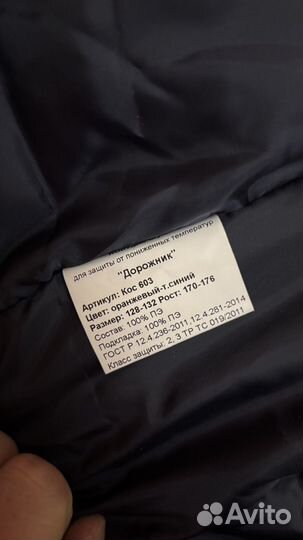 для защиты от пониженных температур
"Дорожник"
Артикул: Кос 603
Цвет: оранжевый-т.синий
Размер: 128-132 Рост: 170-176
Состав: 100% ПЭ
Подкладка: 100% ПЭ
ГОСТ Р 12.4.236-2011, 12.4.281-2014
Класс защиты: 2, 3 ТР ТС 019/2011
Avito